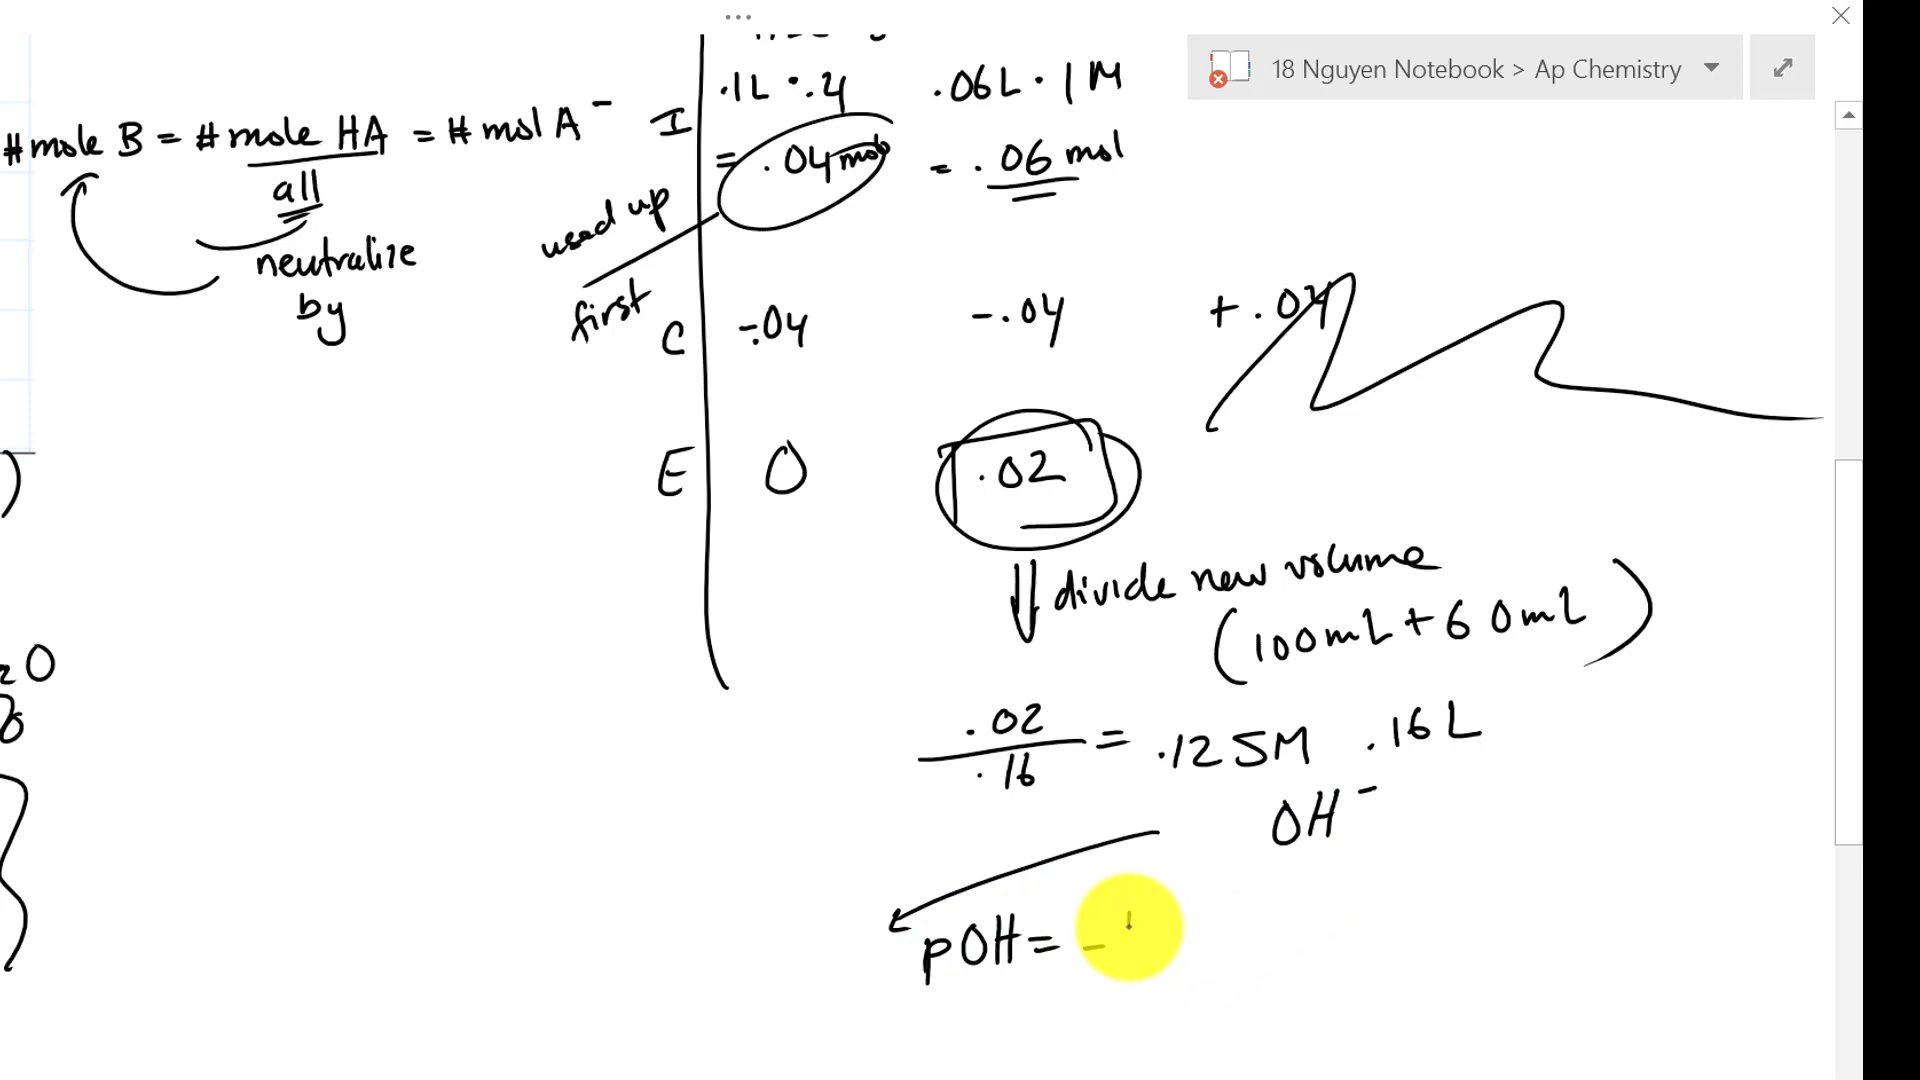 18 Nguyen Notebook > Ap Chemistry
#mole B = #mole HA = #mol A⁻
all
neutralize
by
used up
first
I .1L • .4 .06L • 1M
= .04 mol = .06 mol
C -.04 -.04 +.04
E 0 .02
divide new volume
(100mL + 60mL)
.02
.16
= .125M .16L
OH⁻
pOH = -
20
)